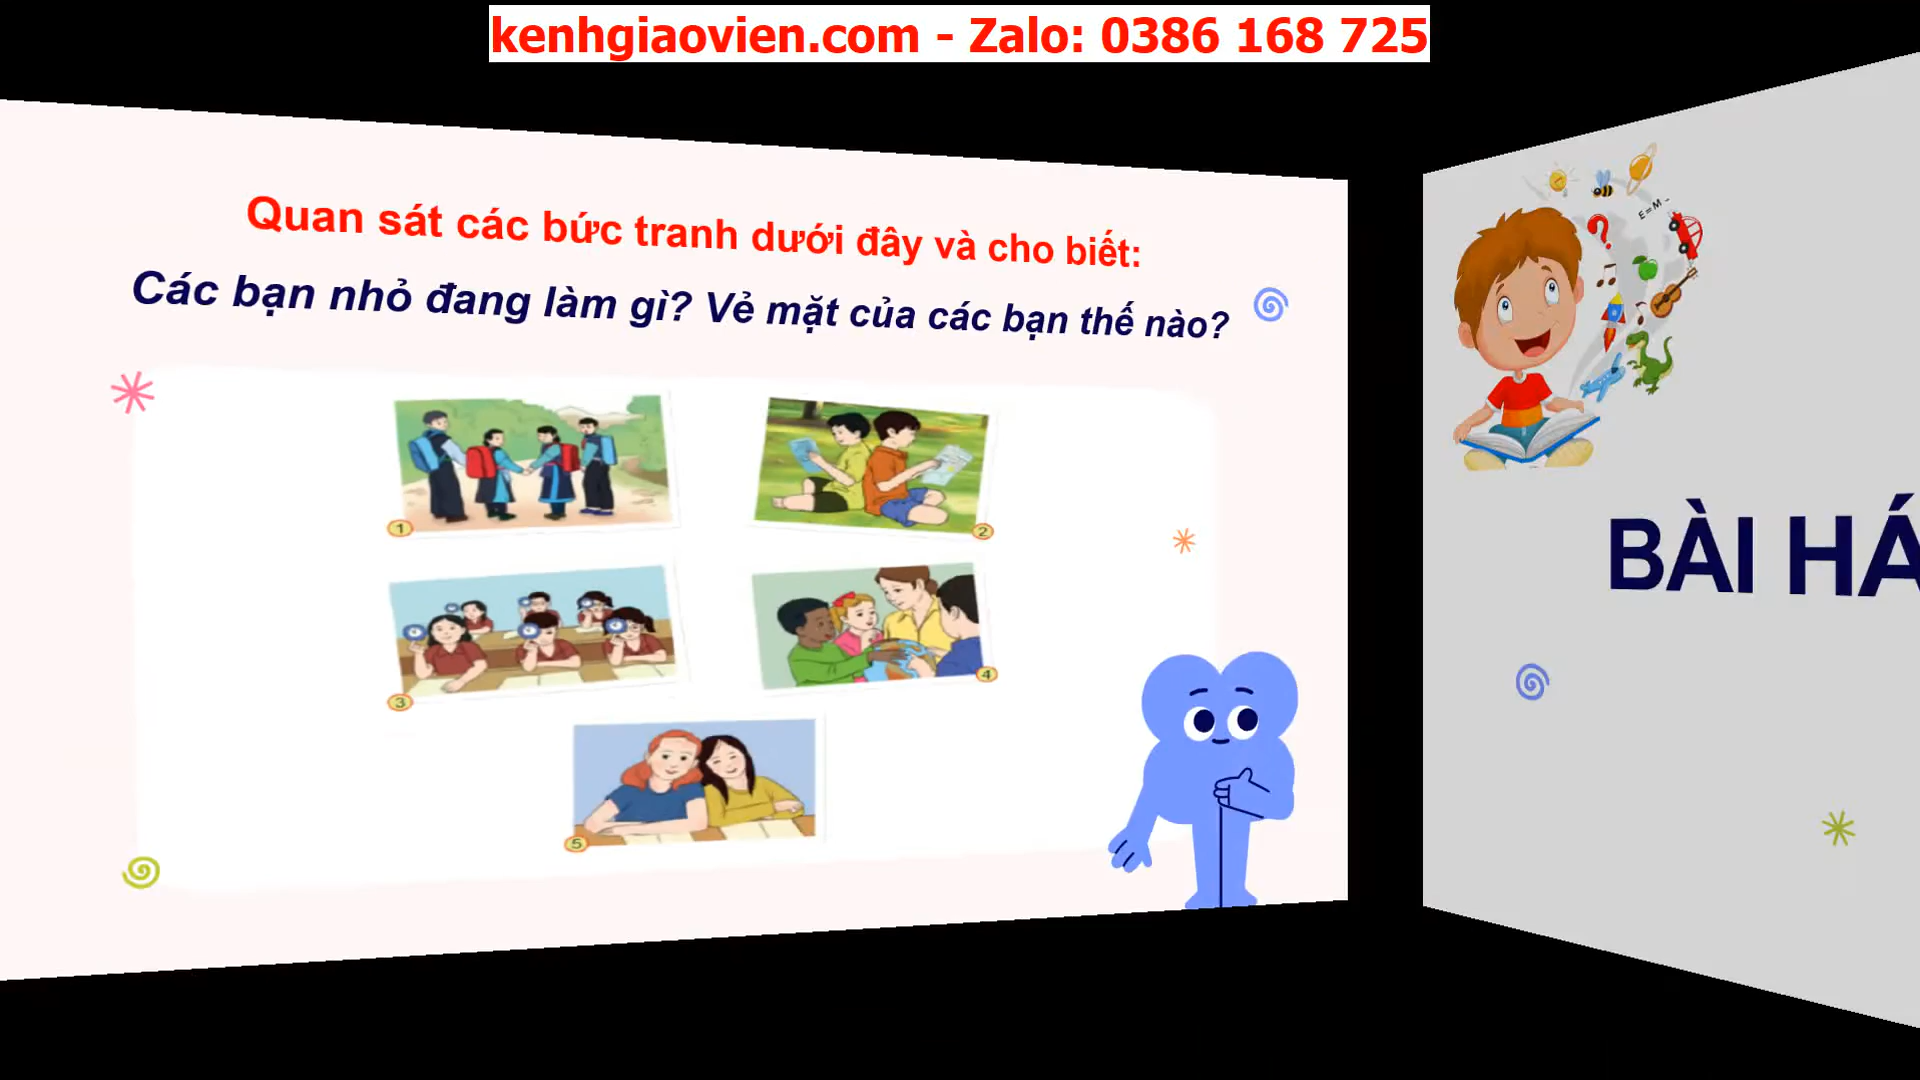 kenhgiaovien.com - Zalo: 0386 168 725
Quan sát các bức tranh dưới đây và cho biết:
Các bạn nhỏ đang làm gì? Vẻ mặt của các bạn thế nào?
1
2
3
4
5
E=M
BÀI HÁ